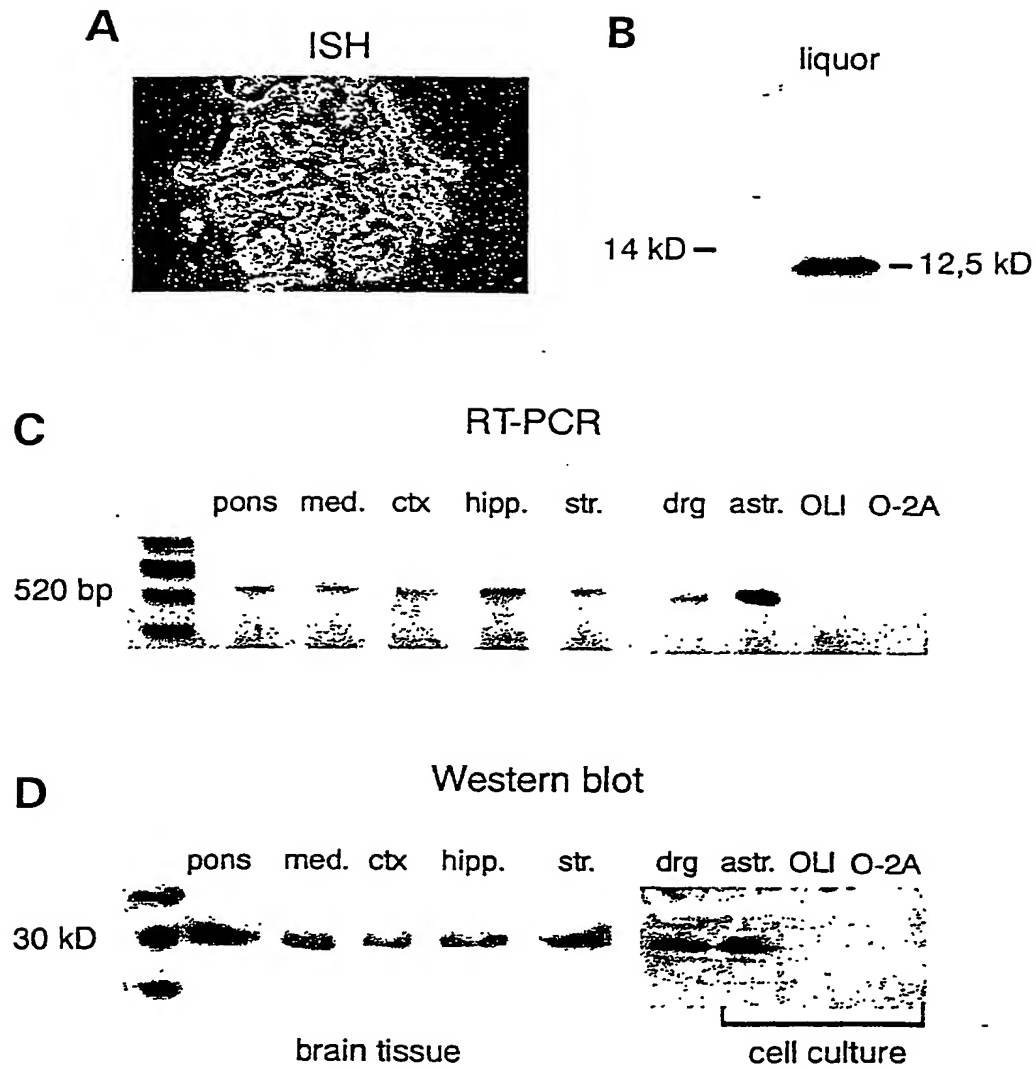 A
ISH
B
liquor
14 kD
12,5 kD
C
RT-PCR
pons med. ctx hipp. str. drg astr. OLI O-2A
520 bp
D
Western blot
pons med. ctx hipp. str. drg astr. OLI O-2A
30 kD
brain tissue
cell culture